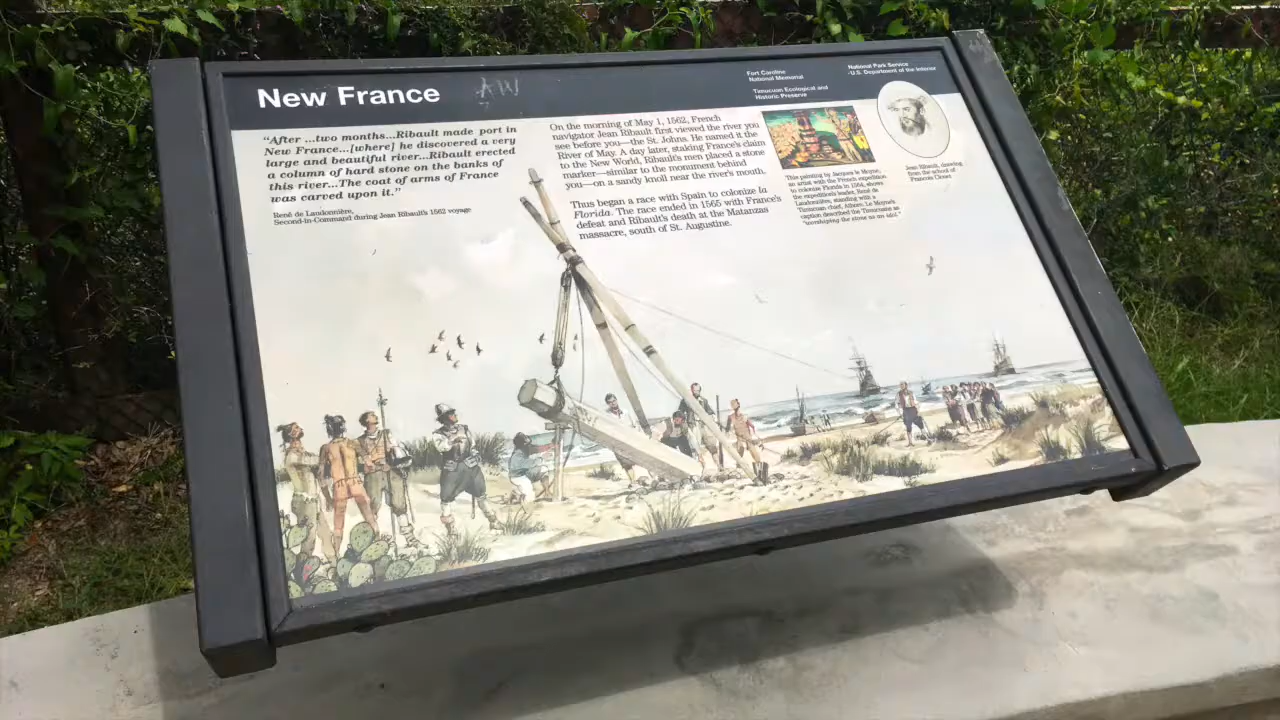 New France
Fort Caroline
National Memorial
Timucuan Ecological and
Historic Preserve
National Park Service
U.S. Department of the Interior
“After ...two months...Ribault made port in
New France...[where] he discovered a very
large and beautiful river...Ribault erected
a column of hard stone on the banks of
this river...The coat of arms of France
was carved upon it.”
René de Laudonnière,
Second-In-Command during Jean Ribault's 1562 voyage
On the morning of May 1, 1562, French
navigator Jean Ribault first viewed the river you
see before you—the St. Johns. He named it the
River of May. A day later, staking France's claim
to the New World, Ribault's men placed a stone
marker—similar to the monument behind
you—on a sandy knoll near the river's mouth.
Thus began a race with Spain to colonize la
Florida. The race ended in 1565 with France's
defeat and Ribault's death at the Matanzas
massacre, south of St. Augustine.
This painting by Jacques le Moyne,
an artist with the French expedition
to colonize Florida in 1564, shows
the expedition's leader, René de
Laudonnière, standing with a
Timucuan chief, Athore. Le Moyne's
caption described the Timucuans as
"worshiping the stone as an idol."
Jean Ribault, drawing
from the school of
Francois Clouet